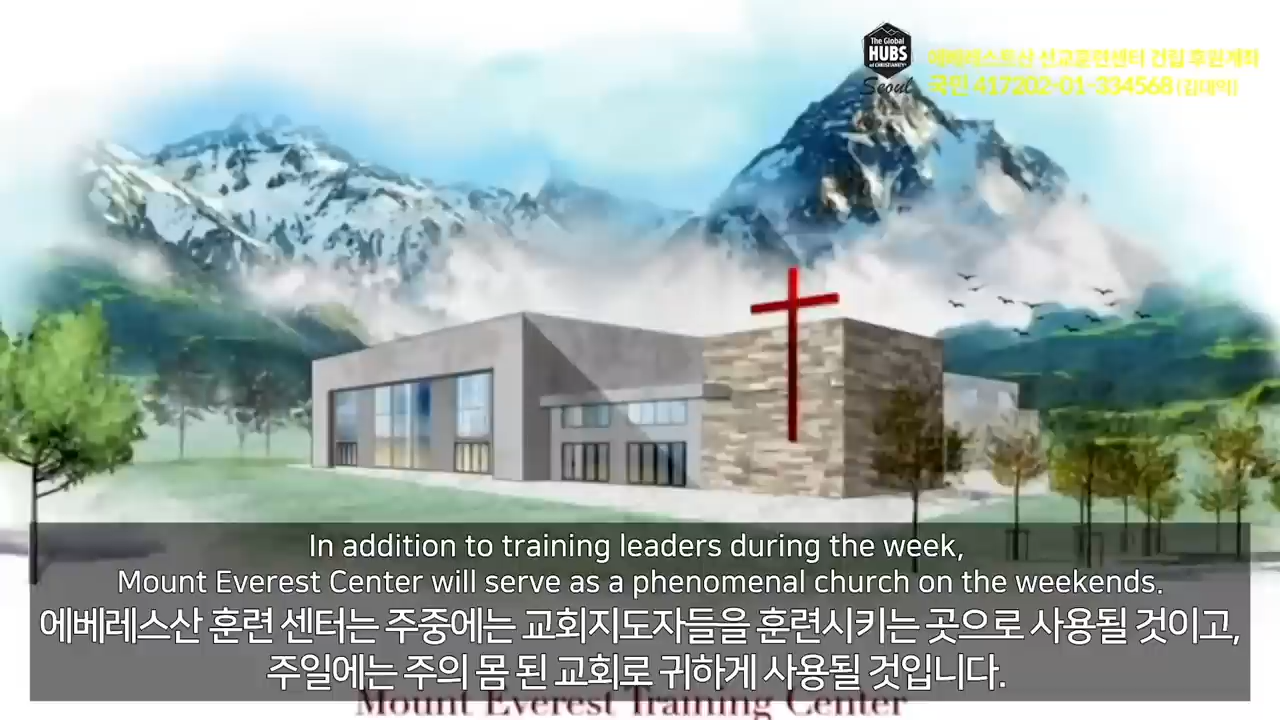 The Global
HUBS
of CHRISTIANITY
Seoul
에베레스트산 선교훈련센터 건립 후원계좌
국민 417202-01-334568 (김대억)
In addition to training leaders during the week,
Mount Everest Center will serve as a phenomenal church on the weekends.
에베레스산 훈련 센터는 주중에는 교회지도자들을 훈련시키는 곳으로 사용될 것이고,
주일에는 주의 몸 된 교회로 귀하게 사용될 것입니다.
Mount Everest Training Center